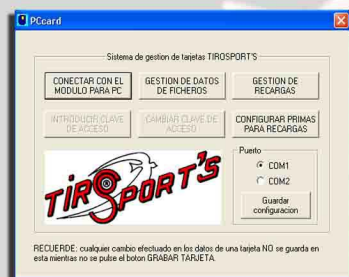 PCcard
Sistema de gestion de tarjetas TIROSPORT'S
CONECTAR CON EL
MODULO PARA PC
GESTION DE DATOS
DE FICHEROS
GESTION DE
RECARGAS
INTRODUCIR CLAVE
DE ACCESO
CAMBIAR CLAVE DE
ACCESO
CONFIGURAR PRIMAS
PARA RECARGAS
TIROSPORT'S
Puerto
COM1
COM2
Guardar
configuracion
RECUERDE: cualquier cambio efectuado en los datos de una tarjeta NO se guarda en
esta mientras no se pulse el boton GRABAR TARJETA.